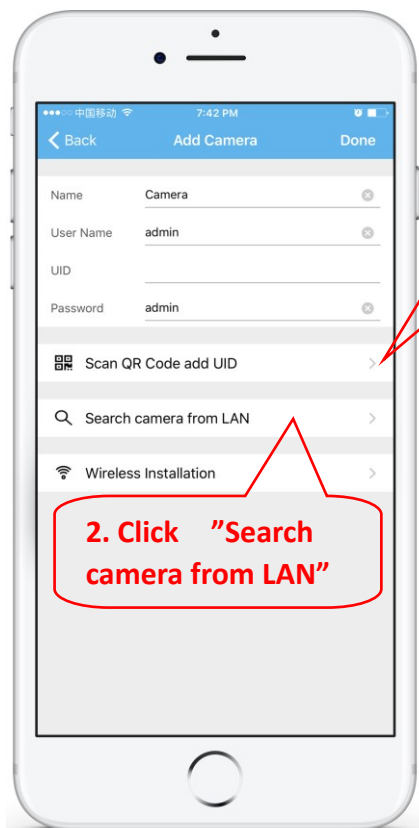 中国移动 7:42 PM
Back Add Camera Done
Name Camera
User Name admin
UID
Password admin
Scan QR Code add UID
Search camera from LAN
Wireless Installation
2. Click ”Search
camera from LAN”